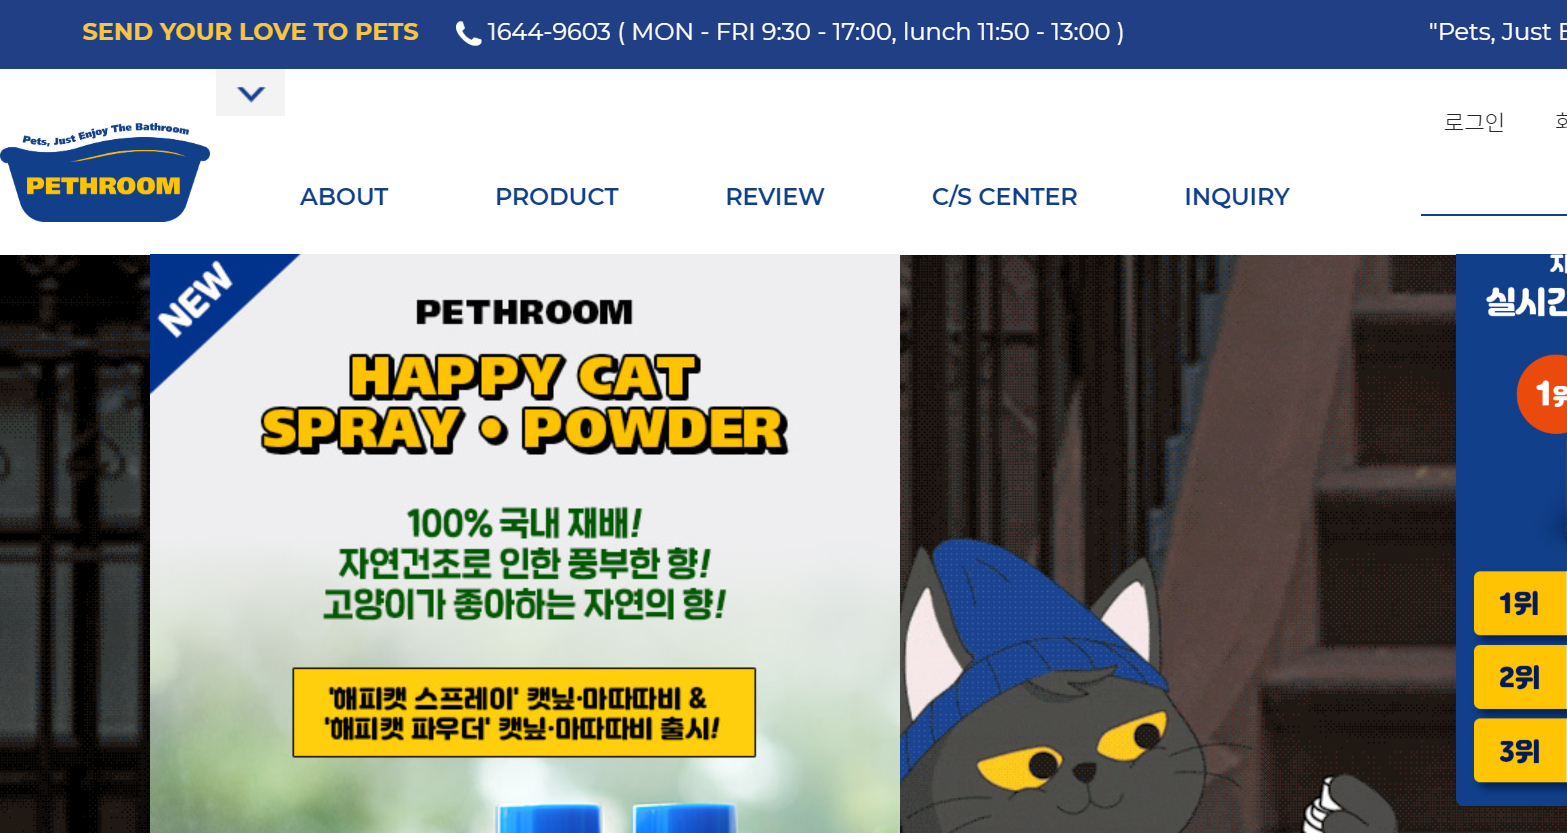 SEND YOUR LOVE TO PETS
1644-9603 ( MON - FRI 9:30 - 17:00, lunch 11:50 - 13:00 )
"Pets, Just
로그인
Pets, Just Enjoy The Bathroom
PETHROOM
ABOUT
PRODUCT
REVIEW
C/S CENTER
INQUIRY
NEW
PETHROOM
HAPPY CAT
SPRAY • POWDER
100% 국내 재배!
자연건조로 인한 풍부한 향!
고양이가 좋아하는 자연의 향!
'해피캣 스프레이' 캣닢·마따따비 &
'해피캣 파우더' 캣닢·마따따비 출시!
실시간
1위
1위
2위
3위